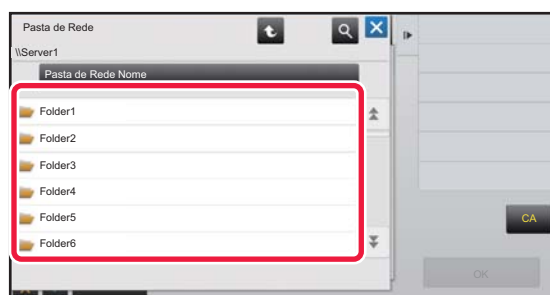 Pasta de Rede
\\Server1
Pasta de Rede Nome
Folder1
Folder2
Folder3
Folder4
Folder5
Folder6
CA
OK